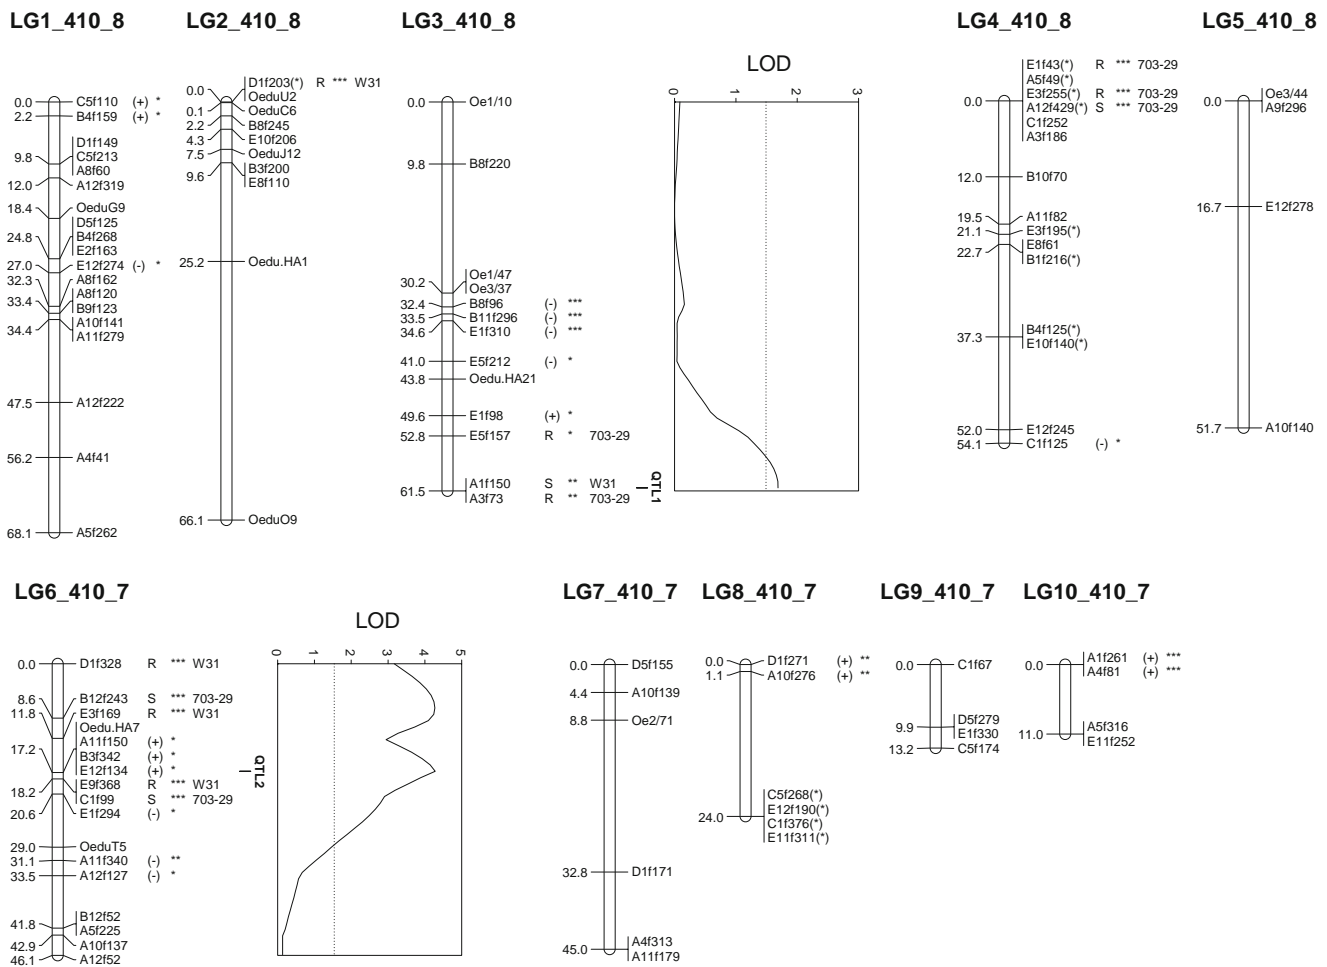 LG1_410_8
0.0 C5f110 (+) *
2.2 B4f159 (+) *
D1f149
9.8 C5f213
A8f60
12.0 A12f319
18.4 OeduG9
D5f125
24.8 B4f268
E2f163
27.0 E12f274 (-) *
32.3 A8f162
A8f120
33.4 B9f123
A10f141
34.4 A11f279
47.5 A12f222
56.2 A4f41
68.1 A5f262
LG2_410_8
D1f203(*) R *** W31
0.0 OeduU2
0.1 OeduC6
2.2 B8f245
4.3 E10f206
7.5 OeduJ12
9.6 B3f200
E8f110
25.2 Oedu.HA1
66.1 OeduO9
LG3_410_8
0.0 Oe1/10
9.8 B8f220
Oe1/47
30.2 Oe3/37
32.4 B8f96 (-) ***
33.5 B11f296 (-) ***
34.6 E1f310 (-) ***
41.0 E5f212 (-) *
43.8 Oedu.HA21
49.6 E1f98 (+) *
52.8 E5f157 R * 703-29
61.5 A1f150 S ** W31
A3f73 R ** 703-29
QTL1
LOD
0 1 2 3
LG4_410_8
E1f43(*) R *** 703-29
A5f49(*)
E3f255(*) R *** 703-29
0.0 A12f429(*) S *** 703-29
C1f252
A3f186
12.0 B10f70
19.5 A11f82
21.1 E3f195(*)
22.7 E8f61
B1f216(*)
37.3 B4f125(*)
E10f140(*)
52.0 E12f245
54.1 C1f125 (-) *
LG5_410_8
0.0 Oe3/44
A9f296
16.7 E12f278
51.7 A10f140
LG6_410_7
0.0 D1f328 R *** W31
8.6 B12f243 S *** 703-29
11.8 E3f169 R *** W31
Oedu.HA7
A11f150 (+) *
17.2 B3f342 (+) *
E12f134 (+) *
18.2 E9f368 R *** W31
C1f99 S *** 703-29
20.6 E1f294 (-) *
29.0 OeduT5
31.1 A11f340 (-) **
33.5 A12f127 (-) *
41.8 B12f52
A5f225
42.9 A10f137
46.1 A12f52
QTL2
LOD
0 1 2 3 4 5
LG7_410_7
0.0 D5f155
4.4 A10f139
8.8 Oe2/71
32.8 D1f171
45.0 A4f313
A11f179
LG8_410_7
0.0 D1f271 (+) **
1.1 A10f276 (+) **
C5f268(*)
E12f190(*)
24.0 C1f376(*)
E11f311(*)
LG9_410_7
0.0 C1f67
9.9 D5f279
E1f330
13.2 C5f174
LG10_410_7
0.0 A1f261 (+) ***
A4f81 (+) ***
11.0 A5f316
E11f252